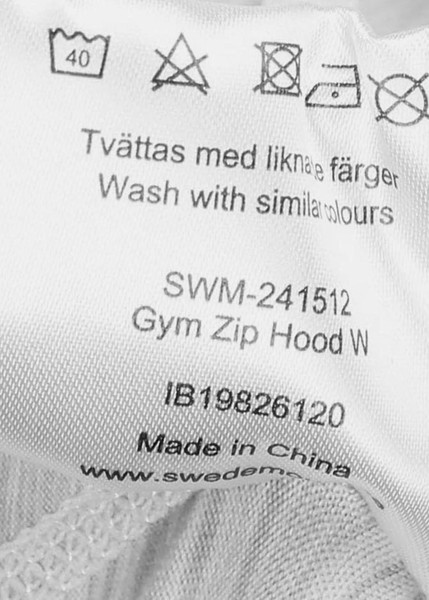 40
Tvättas med liknande färger
Wash with similar colours
SWM-241512
Gym Zip Hood W
IB19826120
Made in China